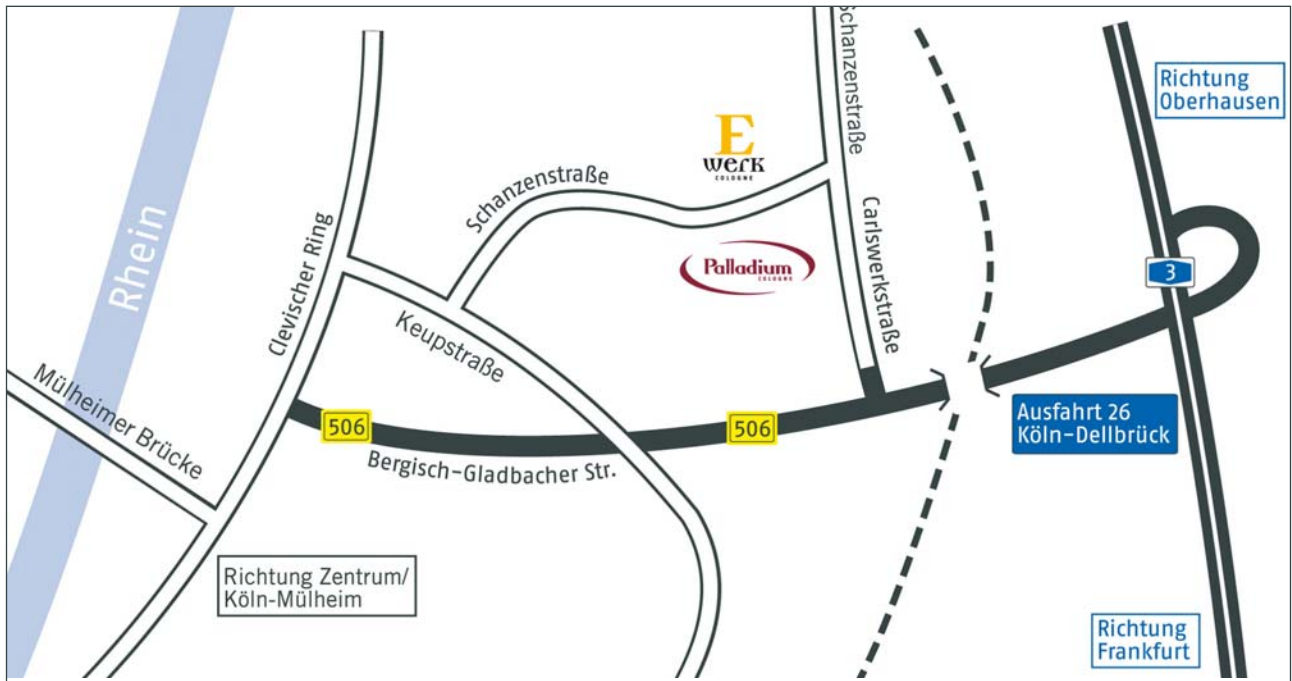 Schanzenstraße
Richtung
Oberhausen
E
werk
COLOGNE
Schanzenstraße
Rhein
Clevischer Ring
Carlswerkstraße
Palladium
COLOGNE
3
Keupstraße
Mülheimer Brücke
506
506
Ausfahrt 26
Köln-Dellbrück
Bergisch-Gladbacher Str.
Richtung Zentrum/
Köln-Mülheim
Richtung
Frankfurt